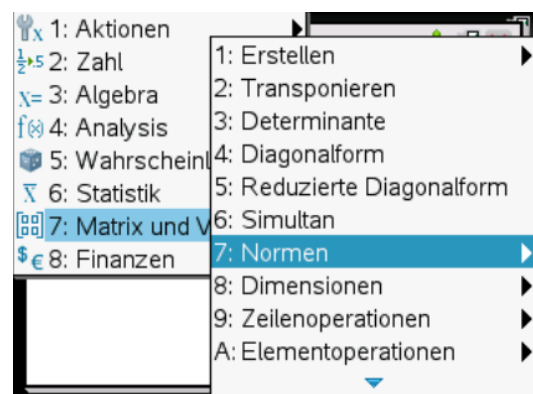 1: Aktionen
2: Zahl
3: Algebra
4: Analysis
5: Wahrscheinl
6: Statistik
7: Matrix und V
8: Finanzen
1: Erstellen
2: Transponieren
3: Determinante
4: Diagonalform
5: Reduzierte Diagonalform
6: Simultan
7: Normen
8: Dimensionen
9: Zeilenoperationen
A: Elementoperationen